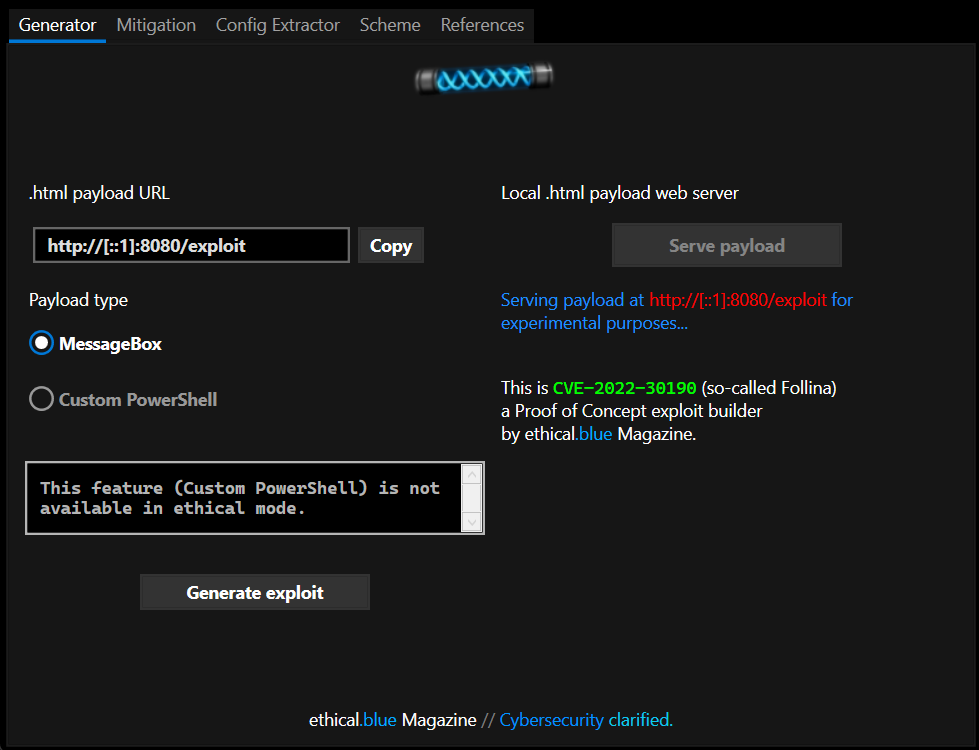 Generator Mitigation Config Extractor Scheme References
.html payload URL
http://[::1]:8080/exploit
Copy
Payload type
MessageBox
Custom PowerShell
This feature (Custom PowerShell) is not
available in ethical mode.
Generate exploit
Local .html payload web server
Serve payload
Serving payload at http://[::1]:8080/exploit for
experimental purposes...
This is CVE-2022-30190 (so-called Follina)
a Proof of Concept exploit builder
by ethical.blue Magazine.
ethical.blue Magazine // Cybersecurity clarified.